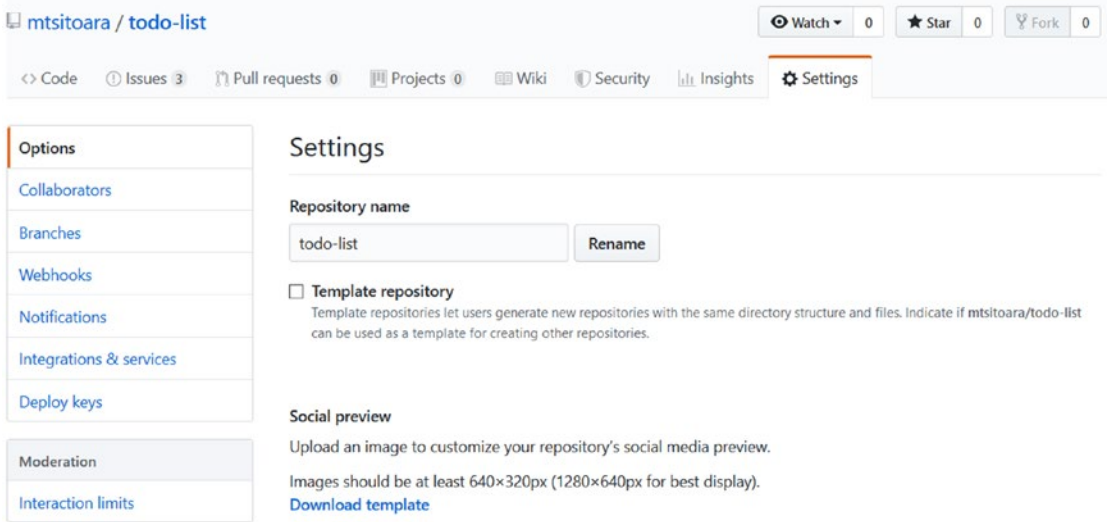 mtsitoara / todo-list
Watch 0
Star 0
Fork 0
<> Code
Issues 3
Pull requests 0
Projects 0
Wiki
Security
Insights
Settings
Options
Collaborators
Branches
Webhooks
Notifications
Integrations & services
Deploy keys
Moderation
Interaction limits
Settings
Repository name
todo-list
Rename
Template repository
Template repositories let users generate new repositories with the same directory structure and files. Indicate if mtsitoara/todo-list
can be used as a template for creating other repositories.
Social preview
Upload an image to customize your repository's social media preview.
Images should be at least 640×320px (1280×640px for best display).
Download template